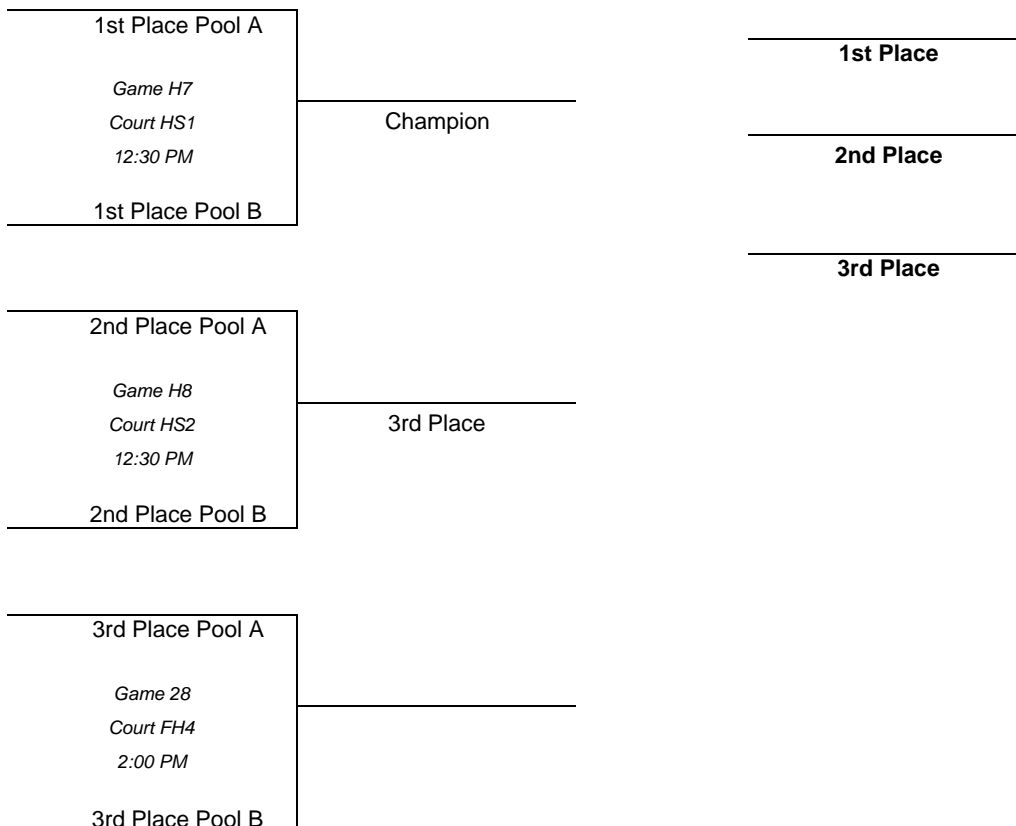 1st Place Pool A
Game H7
Court HS1
12:30 PM
1st Place Pool B
Champion
2nd Place Pool A
Game H8
Court HS2
12:30 PM
2nd Place Pool B
3rd Place
3rd Place Pool A
Game 28
Court FH4
2:00 PM
3rd Place Pool B
1st Place
2nd Place
3rd Place